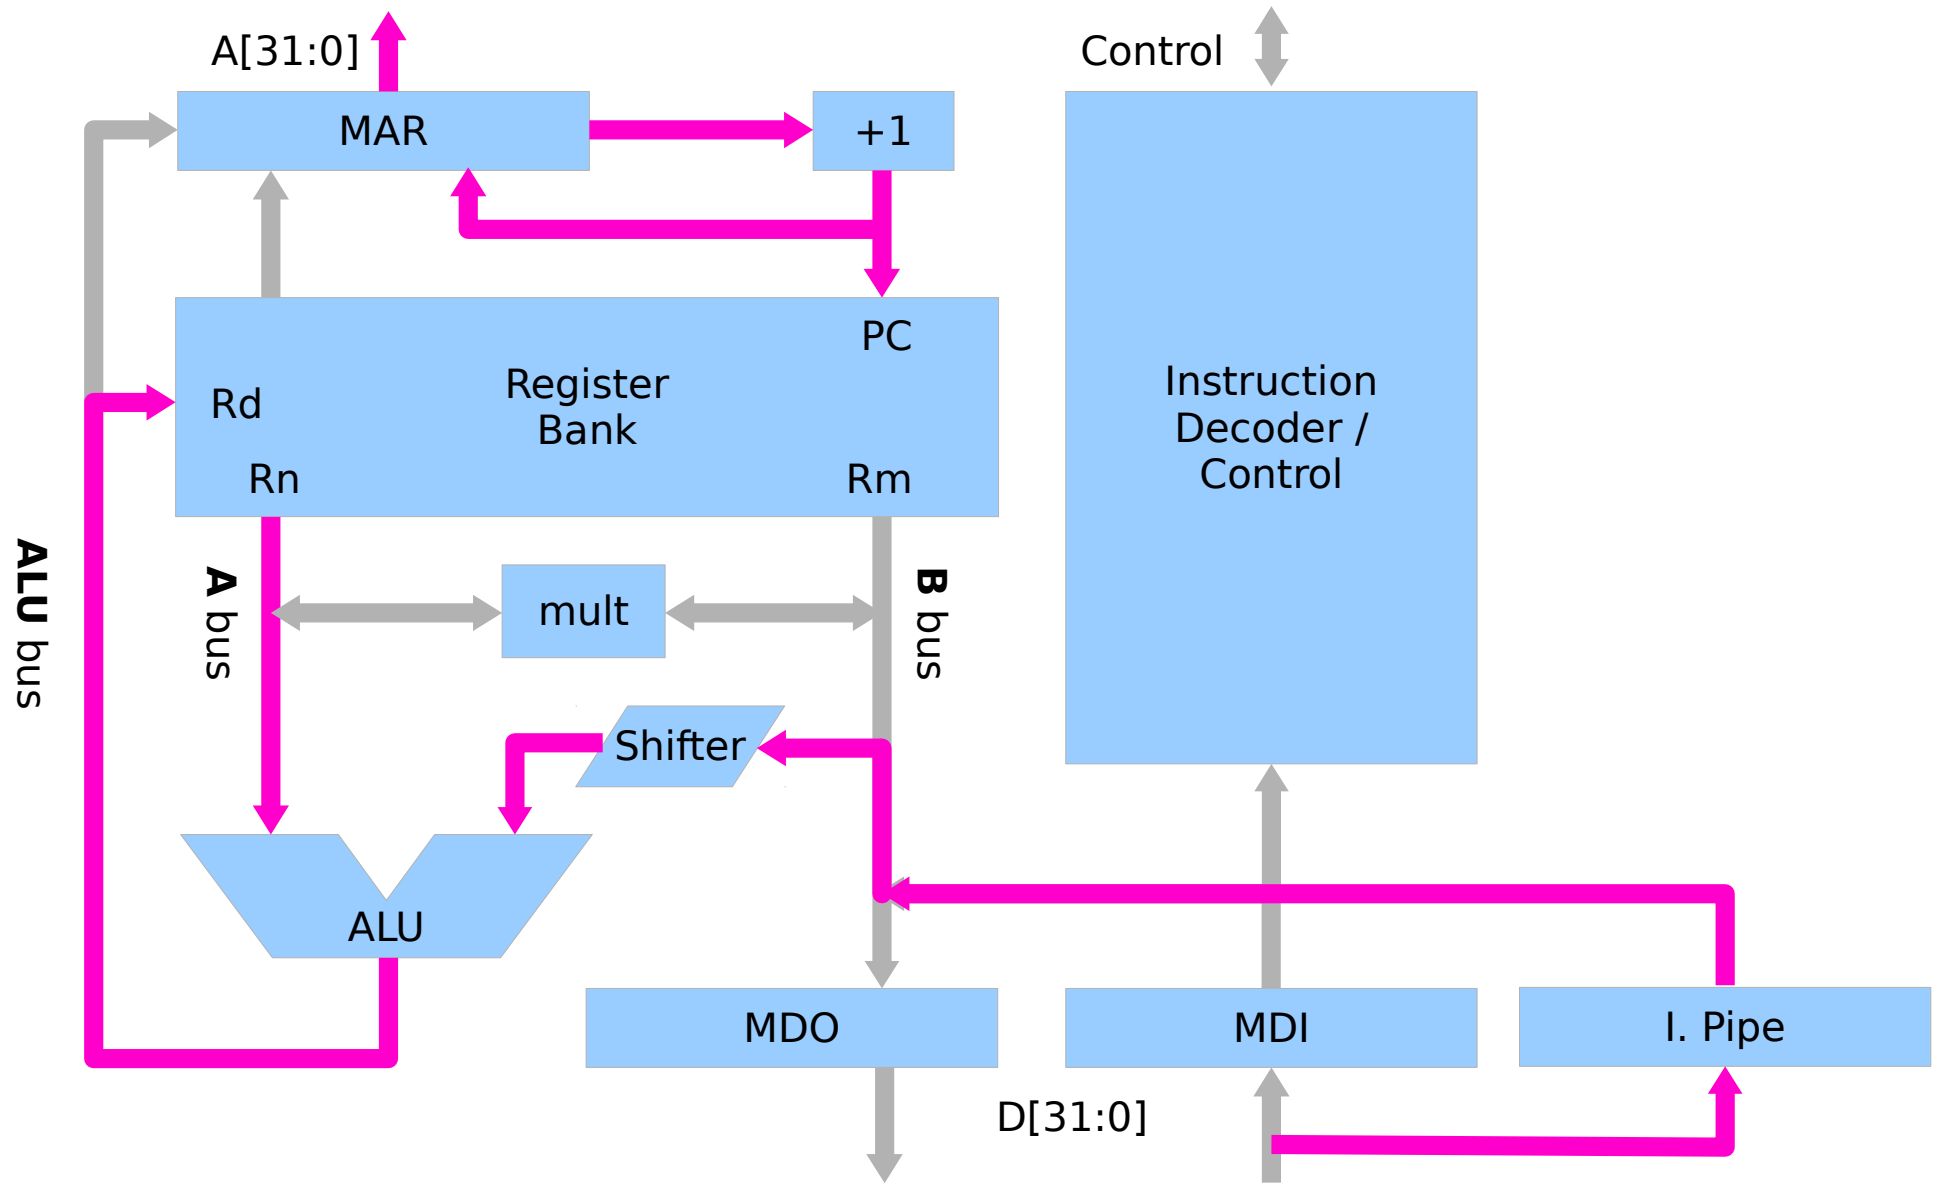 A[31:0]
Control
MAR
+1
PC
Register
Bank
Rd
Rn
Rm
Instruction
Decoder /
Control
ALU bus
A bus
mult
B bus
Shifter
ALU
MDO
MDI
I. Pipe
D[31:0]